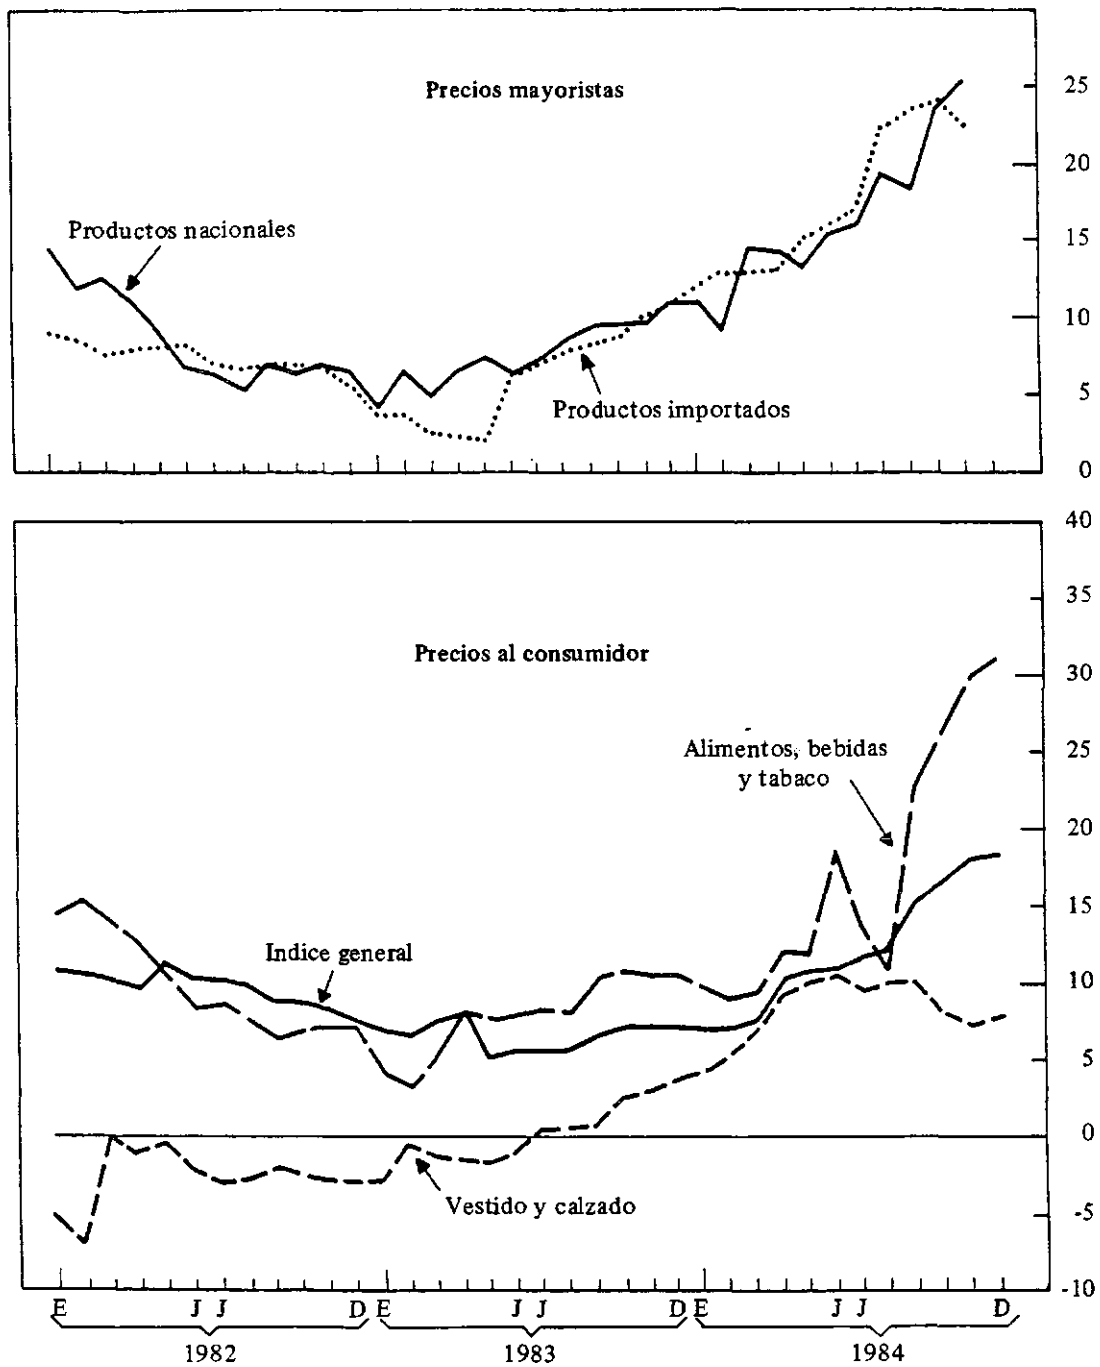 Precios mayoristas
25
20
Productos nacionales
15
10
Productos importados
5
0
40
35
Precios al consumidor
30
Alimentos, bebidas
y tabaco
25
20
15
Indice general
10
5
0
Vestido y calzado
-5
-10
E J J D E J J D E J J D
1982 1983 1984